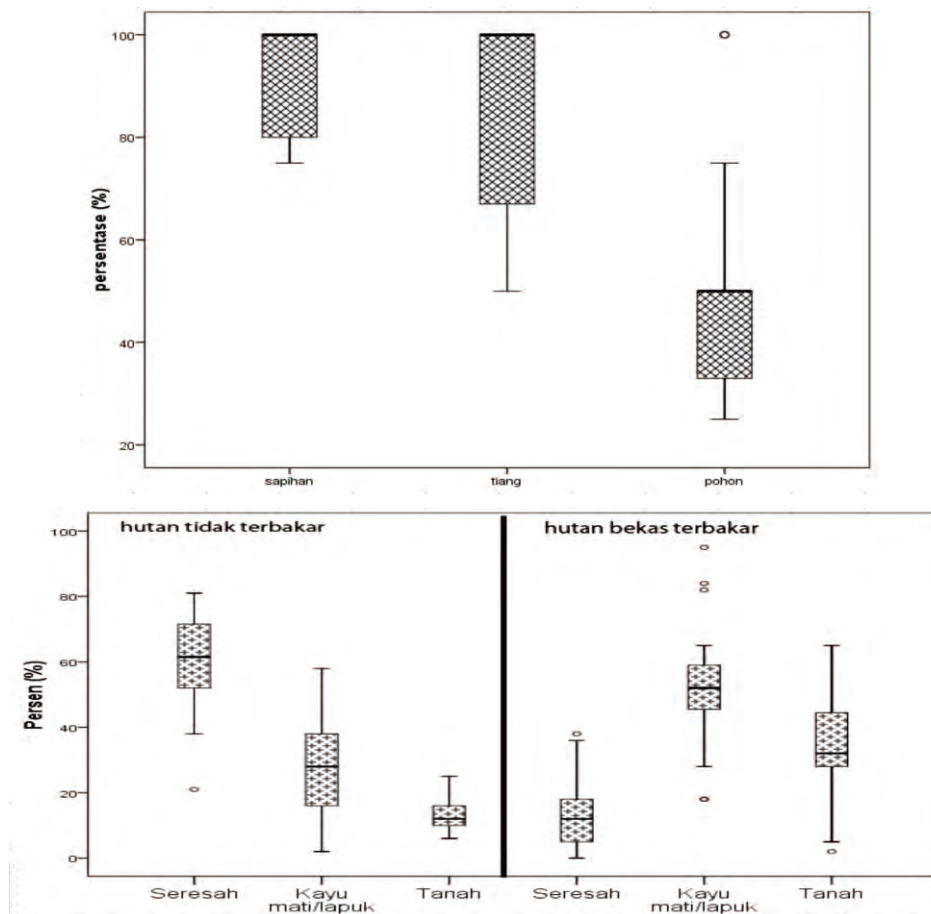 persentase (%)
100
80
60
40
20
sapihan tiang pohon
hutan tidak terbakar hutan bekas terbakar
Persen (%)
100
80
60
40
20
0
Seresah Kayu Tanah Seresah Kayu Tanah
mati/lapuk mati/lapuk